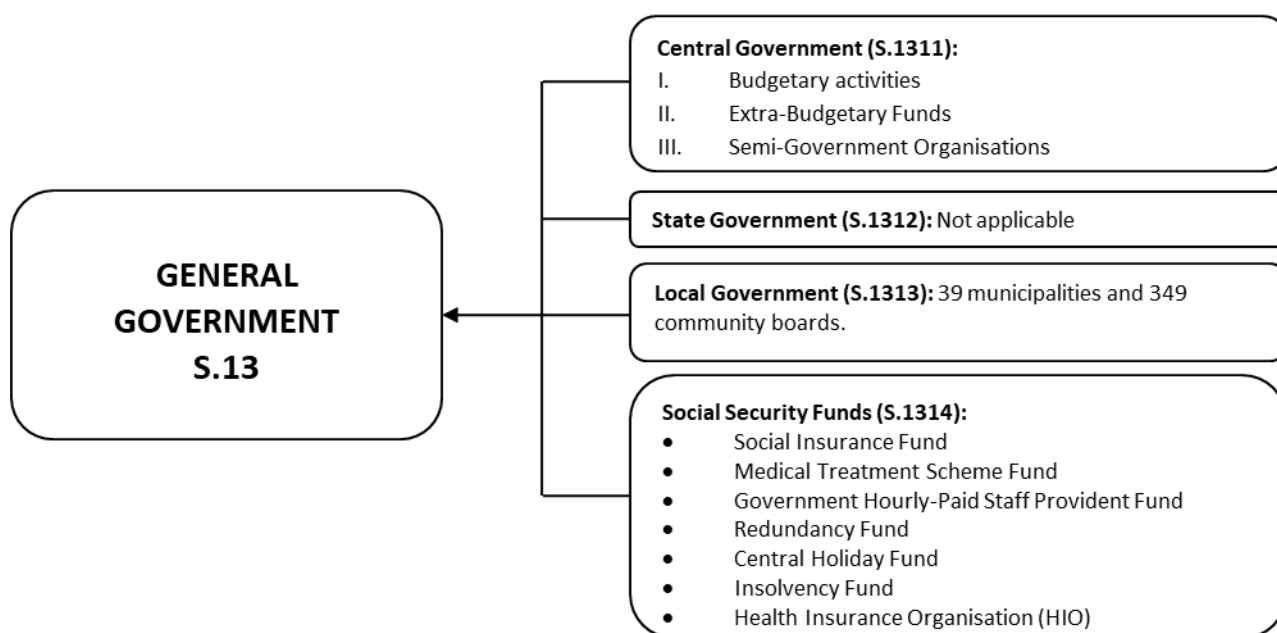 GENERAL
GOVERNMENT
S.13
Central Government (S.1311):
I. Budgetary activities
II. Extra-Budgetary Funds
III. Semi-Government Organisations
State Government (S.1312): Not applicable
Local Government (S.1313): 39 municipalities and 349
community boards.
Social Security Funds (S.1314):
• Social Insurance Fund
• Medical Treatment Scheme Fund
• Government Hourly-Paid Staff Provident Fund
• Redundancy Fund
• Central Holiday Fund
• Insolvency Fund
• Health Insurance Organisation (HIO)